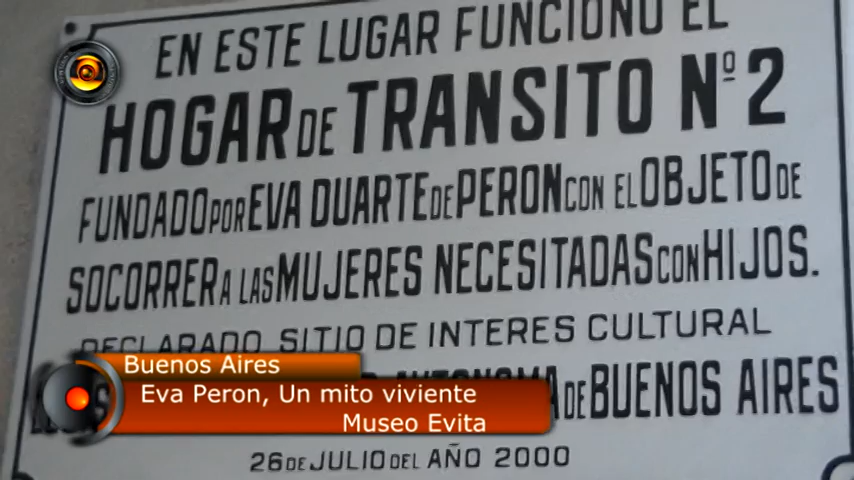 EN ESTE LUGAR FUNCIONO EL
HOGAR DE TRANSITO Nº 2
FUNDADO POR EVA DUARTE DE PERON CON EL OBJETO DE
SOCORRER A LAS MUJERES NECESITADAS CON HIJOS.
DECLARADO SITIO DE INTERES CULTURAL
DE BUENOS AIRES
26 DE JULIO DEL AÑO 2000
Buenos Aires
Eva Peron, Un mito viviente
Museo Evita